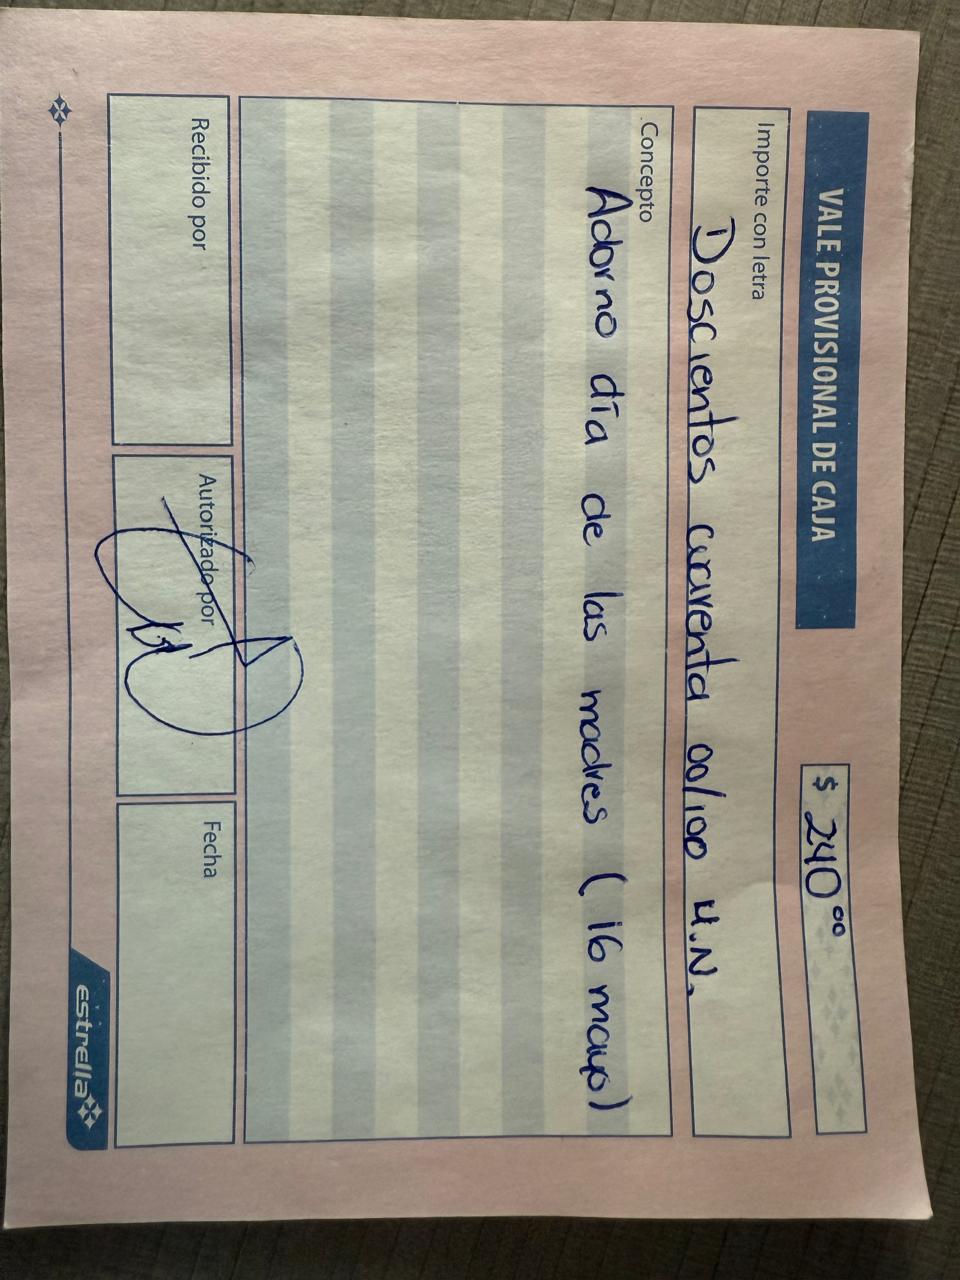 VALE PROVISIONAL DE CAJA
$ 240⁰⁰
Importe con letra
Doscientos cuarenta 00/100 M.N.
Concepto
Adorno día de las madres (16 mayo)
Recibido por
Autorizado por
Fecha
estrella